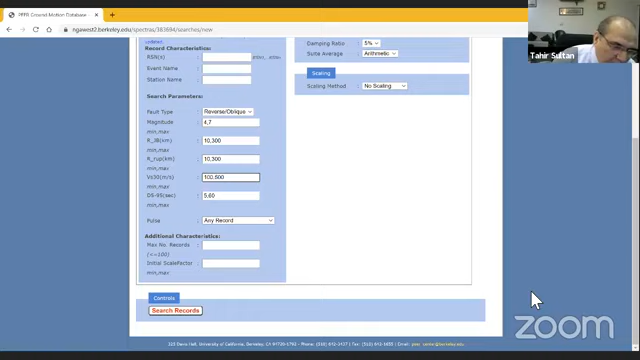 PEER Ground Motion Database
ngawest2.berkeley.edu/spectras/383694/searches/new
Record Characteristics:
RSN(s) :
Event Name :
Station Name :
Search Parameters:
Fault Type : Reverse/Oblique
Magnitude : 4,7
min,max
R_JB(km) : 10,300
min,max
R_rup(km) : 10,300
min,max
Vs30(m/s) : 100,500
min,max
D5-95(sec) : 5,60
min,max
Pulse : Any Record
Additional Characteristics:
Max No. Records :
(<=100)
Initial ScaleFactor :
min,max
Damping Ratio : 5%
Suite Average : Arithmetic
Scaling
Scaling Method : No Scaling
Controls
Search Records
Tahir Sultan
zoom